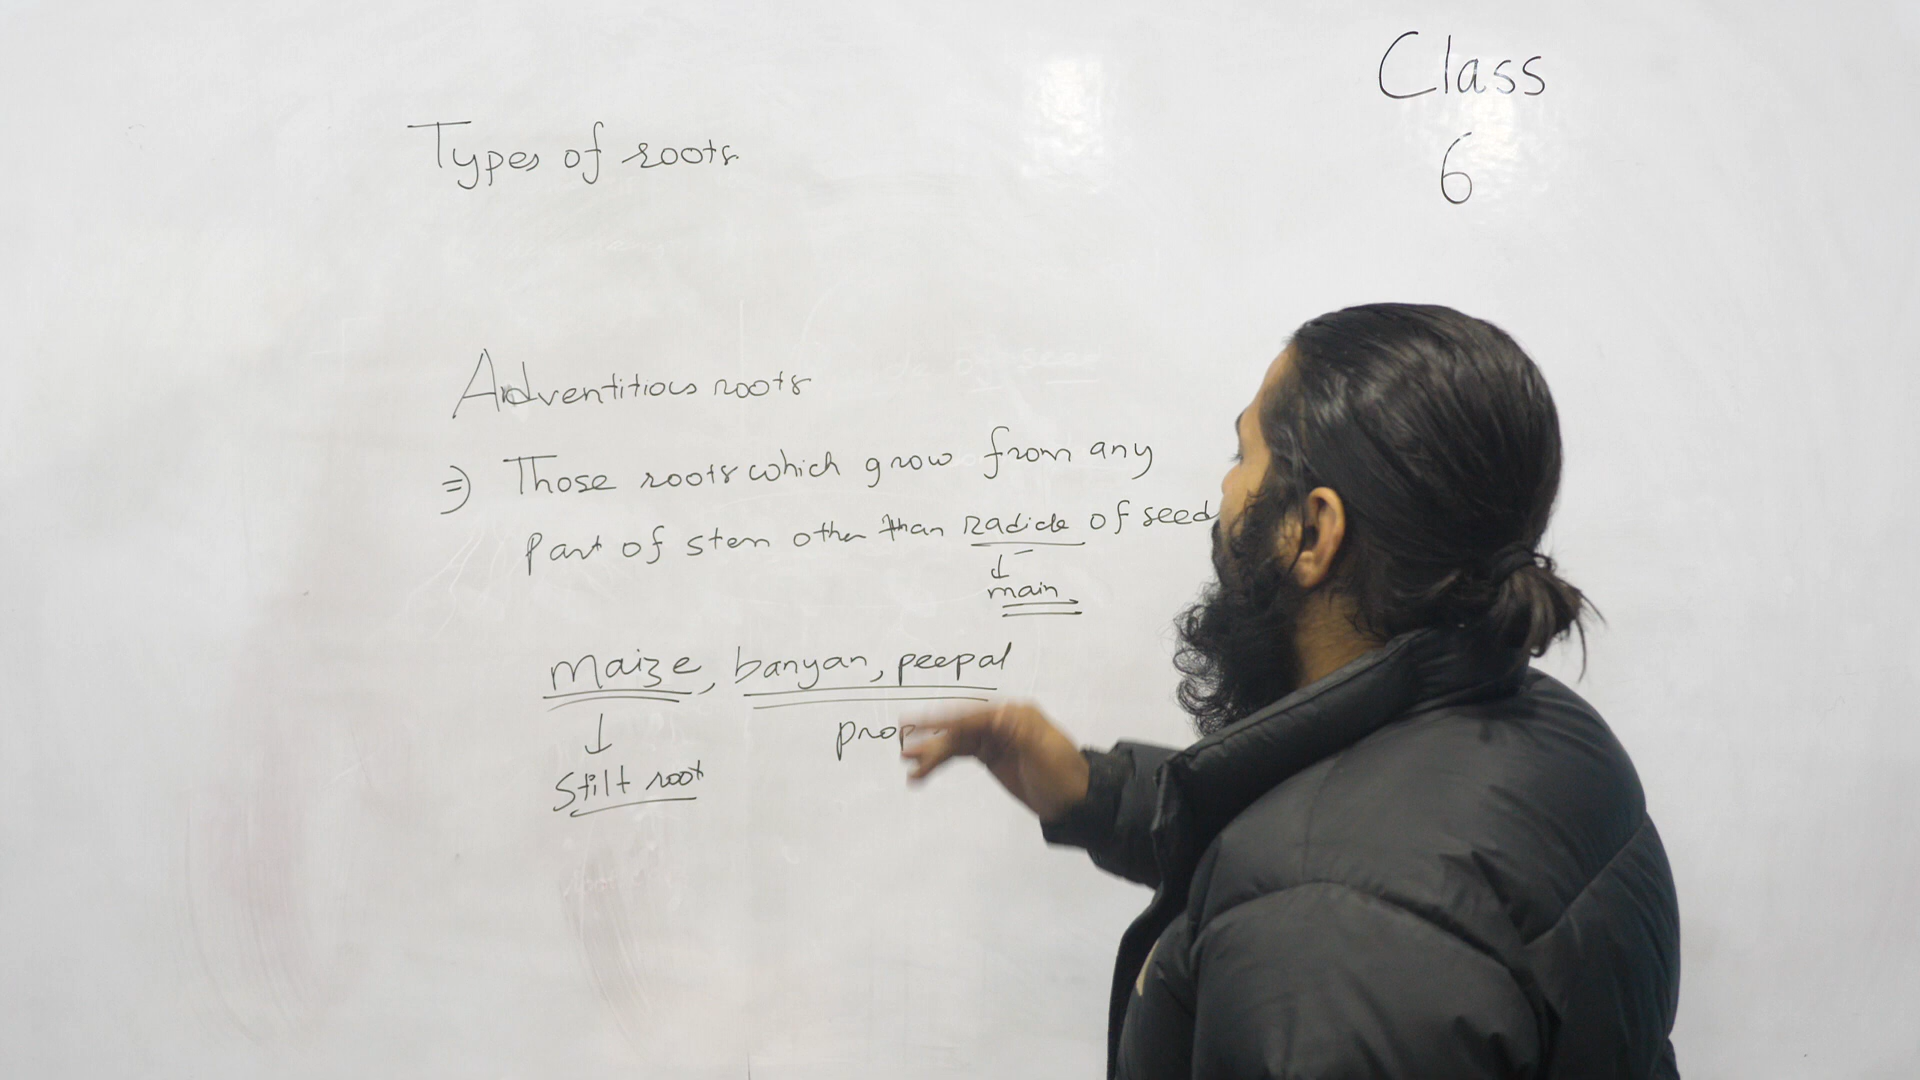 Class
6
Types of roots
Adventitious roots
⇒ Those roots which grow from any
part of stem other than radicle of seed
↓
main
maize, banyan, peepal
↓
prop
Stilt root